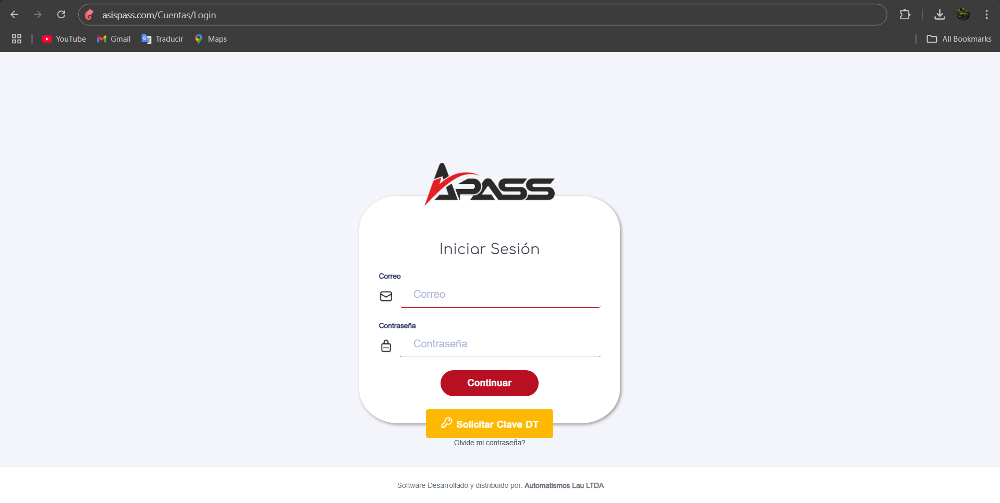 asispass.com/Cuentas/Login
YouTube Gmail Traducir Maps All Bookmarks
APASS
Iniciar Sesión
Correo
Correo
Contraseña
Contraseña
Continuar
Solicitar Clave DT
Olvide mi contraseña?
Software Desarrollado y distribuido por: Automatismos Lau LTDA